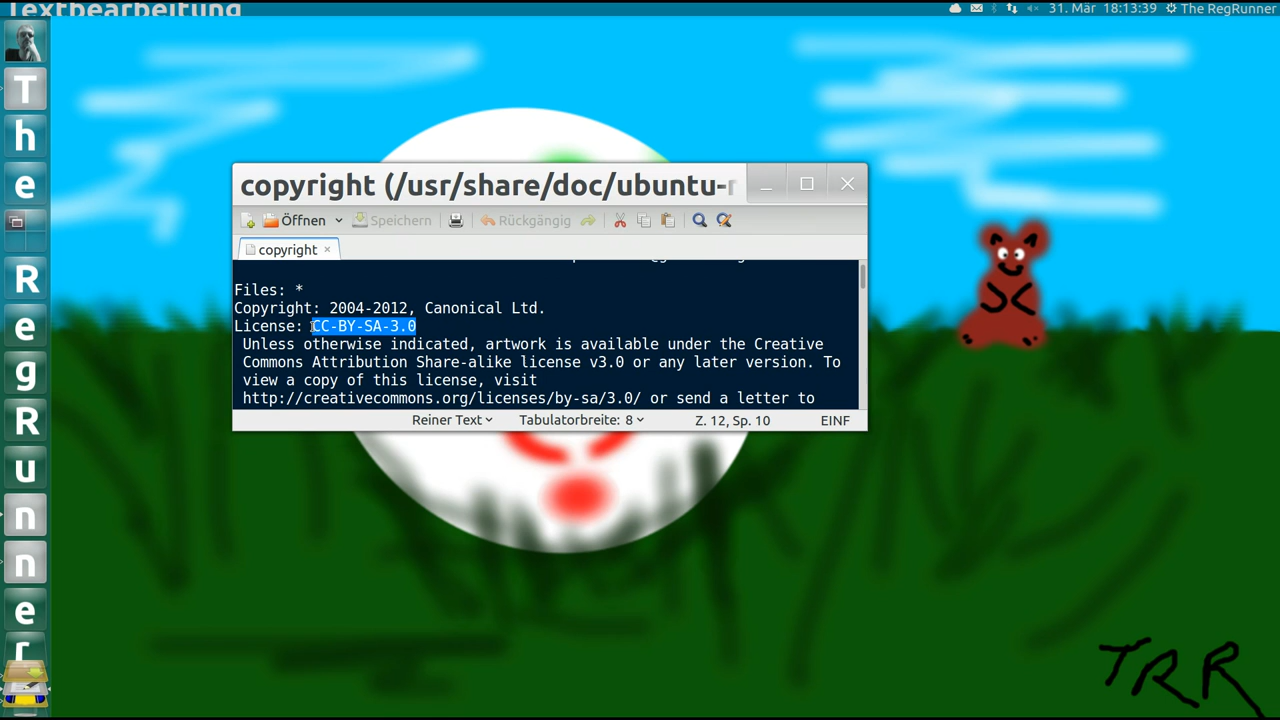 Textbearbeitung
31. Mär 18:13:39 The RegRunner
T
h
e
R
e
g
R
u
n
n
e
r
copyright (/usr/share/doc/ubuntu-
Öffnen Speichern Rückgängig
copyright
Files: *
Copyright: 2004-2012, Canonical Ltd.
License: CC-BY-SA-3.0
Unless otherwise indicated, artwork is available under the Creative
Commons Attribution Share-alike license v3.0 or any later version. To
view a copy of this license, visit
http://creativecommons.org/licenses/by-sa/3.0/ or send a letter to
Reiner Text Tabulatorbreite: 8 Z. 12, Sp. 10 EINF
TRR